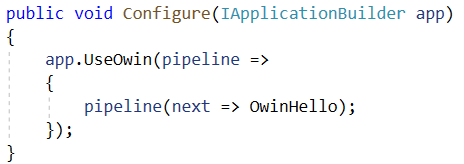 public void Configure(IApplicationBuilder app)
{
    app.UseOwin(pipeline =>
    {
        pipeline(next => OwinHello);
    });
}